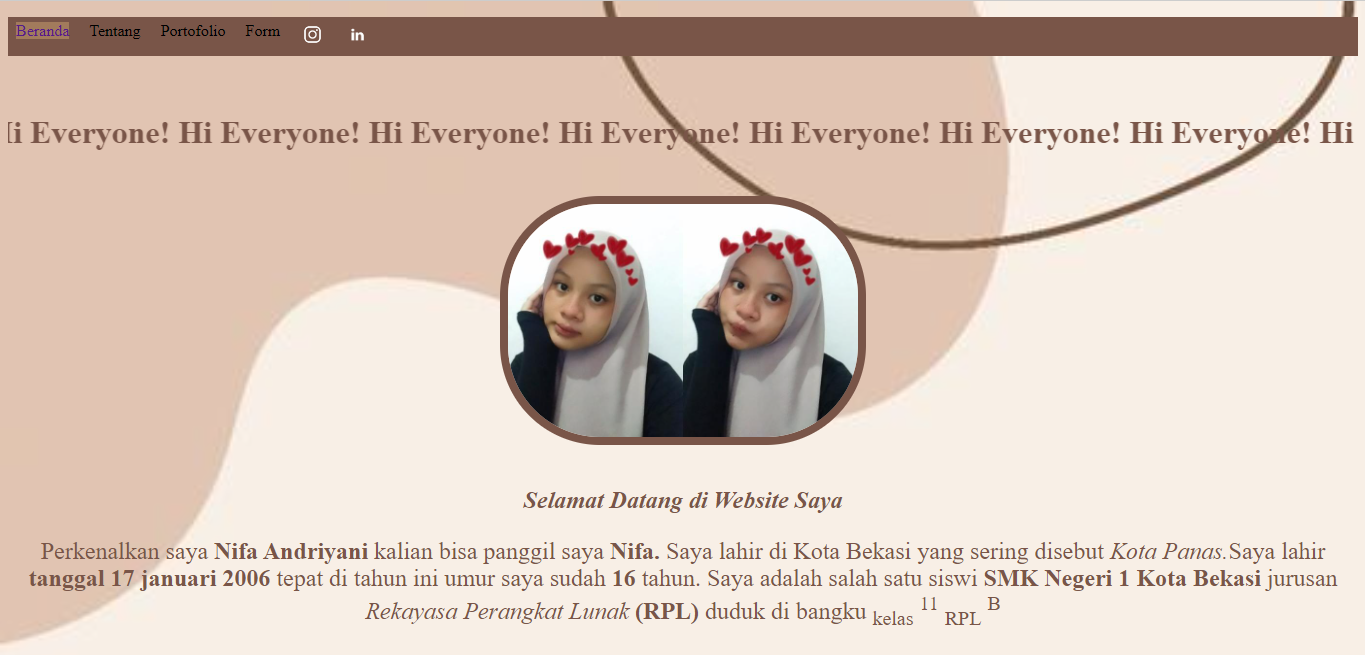 Beranda Tentang Portofolio Form in
Hi Everyone! Hi Everyone! Hi Everyone! Hi Everyone! Hi Everyone! Hi Everyone! Hi Everyone! Hi
Selamat Datang di Website Saya
Perkenalkan saya Nifa Andriyani kalian bisa panggil saya Nifa. Saya lahir di Kota Bekasi yang sering disebut Kota Panas.Saya lahir
tanggal 17 januari 2006 tepat di tahun ini umur saya sudah 16 tahun. Saya adalah salah satu siswi SMK Negeri 1 Kota Bekasi jurusan
Rekayasa Perangkat Lunak (RPL) duduk di bangku kelas 11 RPL B